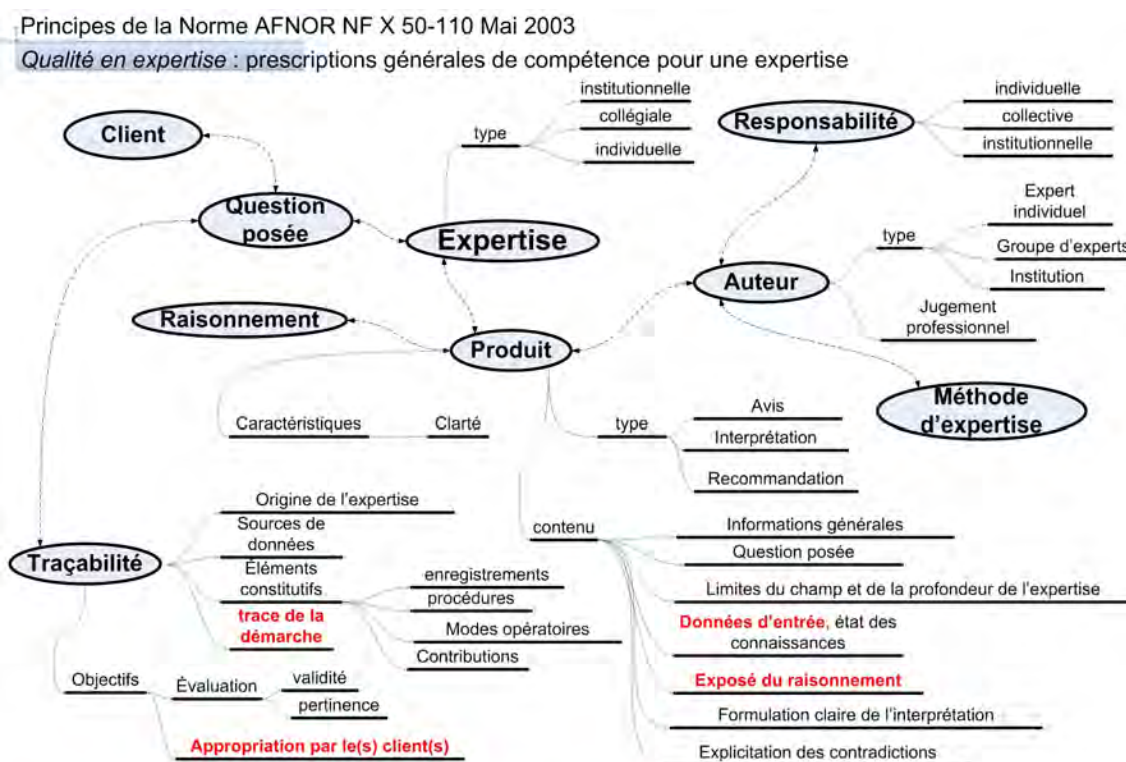 Principes de la Norme AFNOR NF X 50-110 Mai 2003
Qualité en expertise : prescriptions générales de compétence pour une expertise
Client
Question
posée
Expertise
type
institutionnelle
collégiale
individuelle
Responsabilité
individuelle
collective
institutionnelle
Auteur
type
Expert
individuel
Groupe d'experts
Institution
Jugement
professionnel
Méthode
d'expertise
Raisonnement
Produit
Caractéristiques
Clarté
type
Avis
Interprétation
Recommandation
contenu
Informations générales
Question posée
Limites du champ et de la profondeur de l'expertise
Données d'entrée, état des
connaissances
Exposé du raisonnement
Formulation claire de l'interprétation
Explicitation des contradictions
Traçabilité
Origine de l'expertise
Sources de
données
Éléments
constitutifs
trace de la
démarche
enregistrements
procédures
Modes opératoires
Contributions
Objectifs
Évaluation
validité
pertinence
Appropriation par le(s) client(s)